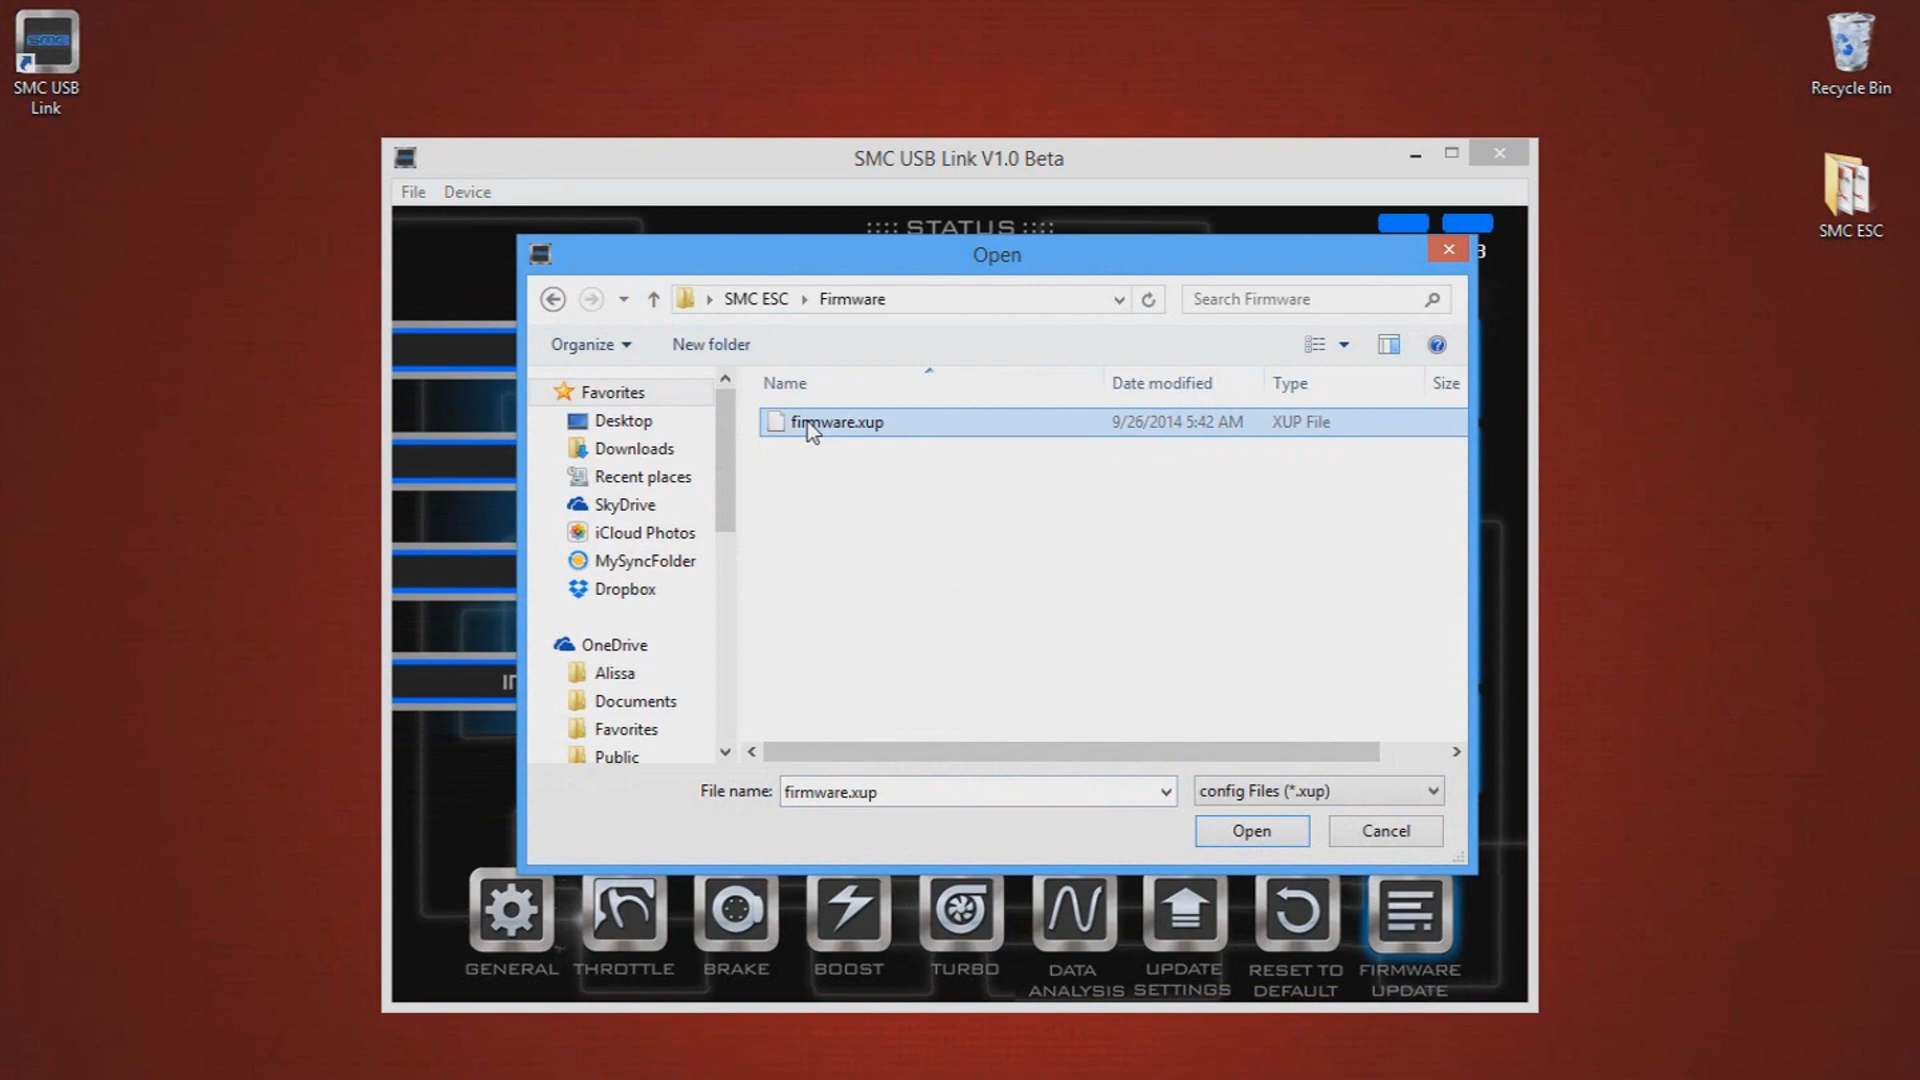 SMC
SMC USB
Link
Recycle Bin
SMC ESC
SMC USB Link V1.0 Beta
File Device
:::: STATUS ::::
Open
SMC ESC Firmware
Search Firmware
Organize
New folder
Name
Date modified
Type
Size
firmware.xup
9/26/2014 5:42 AM
XUP File
Favorites
Desktop
Downloads
Recent places
SkyDrive
iCloud Photos
MySyncFolder
Dropbox
OneDrive
Alissa
Documents
Favorites
Public
File name:
firmware.xup
config Files (*.xup)
Open
Cancel
GENERAL
THROTTLE
BRAKE
BOOST
TURBO
DATA
ANALYSIS
UPDATE
SETTINGS
RESET TO
DEFAULT
FIRMWARE
UPDATE